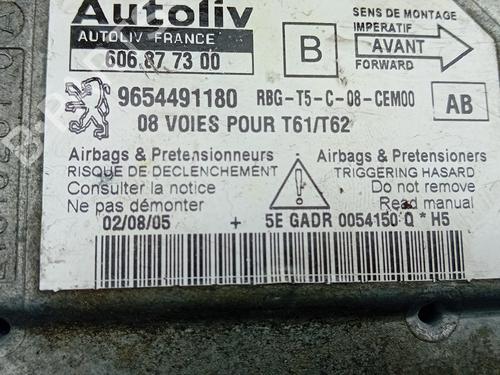 Autoliv
AUTOLIV FRANCE
606 87 73 00
B
SENS DE MONTAGE
IMPERATIF
AVANT
FORWARD
9654491180 RBG-T5-C-08-CEM00 AB
08 VOIES POUR T61/T62
Airbags & Pretensionneurs
RISQUE DE DECLENCHEMENT
Consulter la notice
Ne pas démonter
Airbags & Pretensioners
TRIGGERING HASARD
Do not remove
Read manual
02/08/05 + 5E GADR 0054150 Q * H5